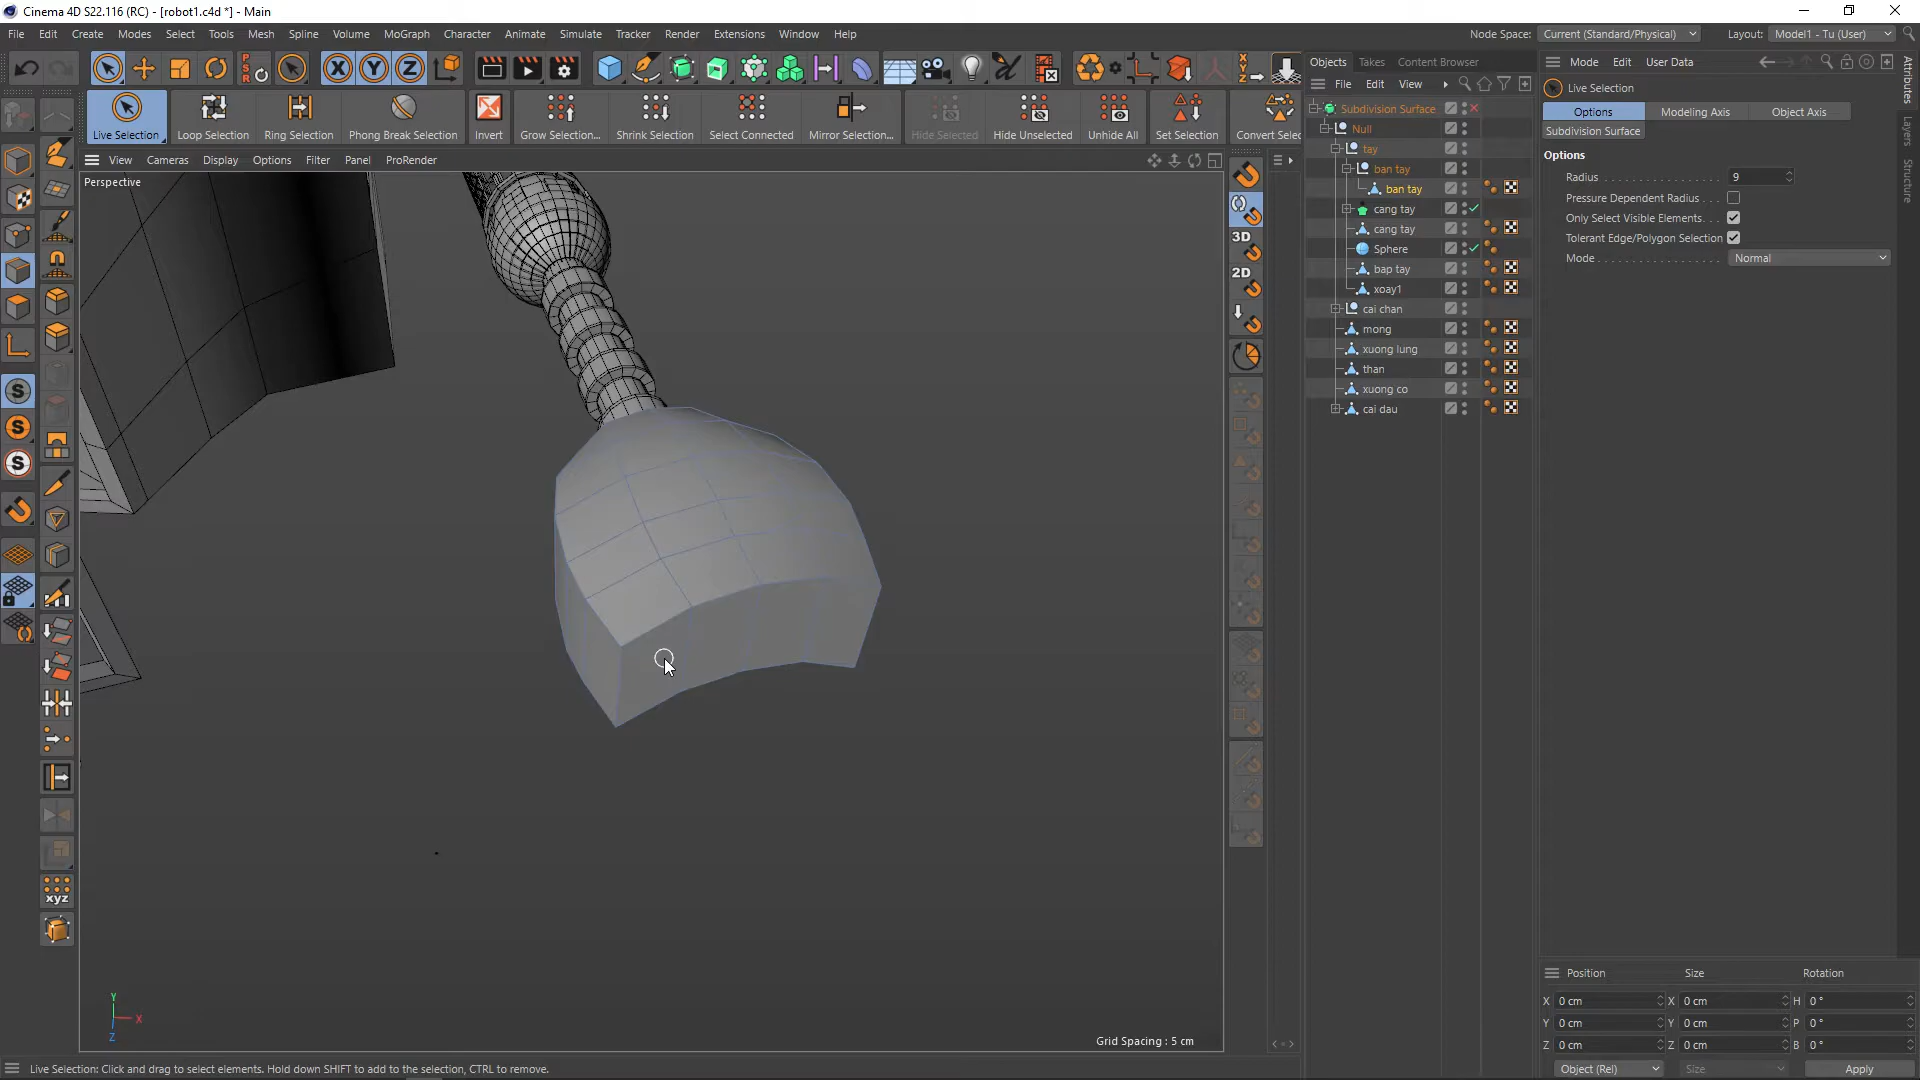 Cinema 4D S22.116 (RC) - [robot1.c4d *] - Main
File Edit Create Modes Select Tools Mesh Spline Volume MoGraph Character Animate Simulate Tracker Render Extensions Window Help
Node Space: Current (Standard/Physical) Layout: Model1 - Tu (User)
PSR X Y Z
Live Selection Loop Selection Ring Selection Phong Break Selection Invert Grow Selection... Shrink Selection Select Connected Mirror Selection... Hide Selected Hide Unselected Unhide All Set Selection Convert Selec
View Cameras Display Options Filter Panel ProRender
Perspective
3D
2D
S
S
S
xyz
Y
X
Z
Grid Spacing : 5 cm
Live Selection: Click and drag to select elements. Hold down SHIFT to add to the selection, CTRL to remove.
Objects Takes Content Browser
File Edit View
Subdivision Surface
Null
tay
ban tay
ban tay
cang tay
cang tay
Sphere
bap tay
xoay1
cai chan
mong
xuong lung
than
xuong co
cai dau
Mode Edit User Data
Live Selection
Options Modeling Axis Object Axis
Subdivision Surface
Options
Radius 9
Pressure Dependent Radius
Only Select Visible Elements
Tolerant Edge/Polygon Selection
Mode Normal
Attributes
Layers
Structure
Position Size Rotation
X 0 cm X 0 cm H 0 °
Y 0 cm Y 0 cm P 0 °
Z 0 cm Z 0 cm B 0 °
Object (Rel) Size Apply